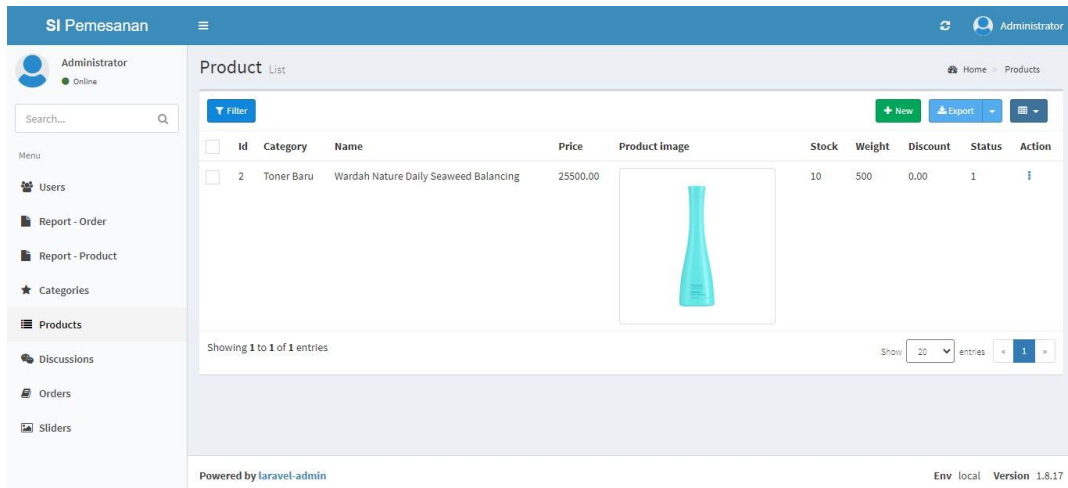 SI Pemesanan
Administrator
Administrator
Online
Product List
Home > Products
Search...
Filter
New
Export
Menu
Id Category Name Price Product image Stock Weight Discount Status Action
2 Toner Baru Wardah Nature Daily Seaweed Balancing 25500.00 10 500 0.00 1
Users
Report - Order
Report - Product
Categories
Products
Discussions
Orders
Sliders
Showing 1 to 1 of 1 entries
Show 20 entries « 1 »
Powered by laravel-admin
Env local Version 1.8.17